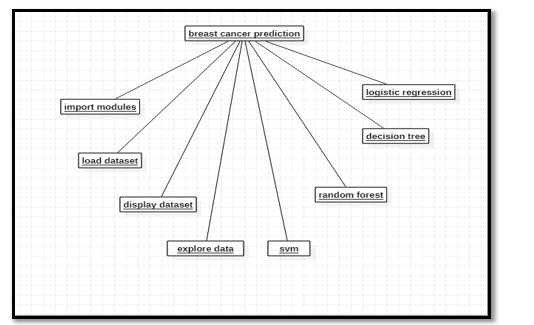 breast cancer prediction
logistic regression
import modules
decision tree
load dataset
random forest
display dataset
explore data
svm